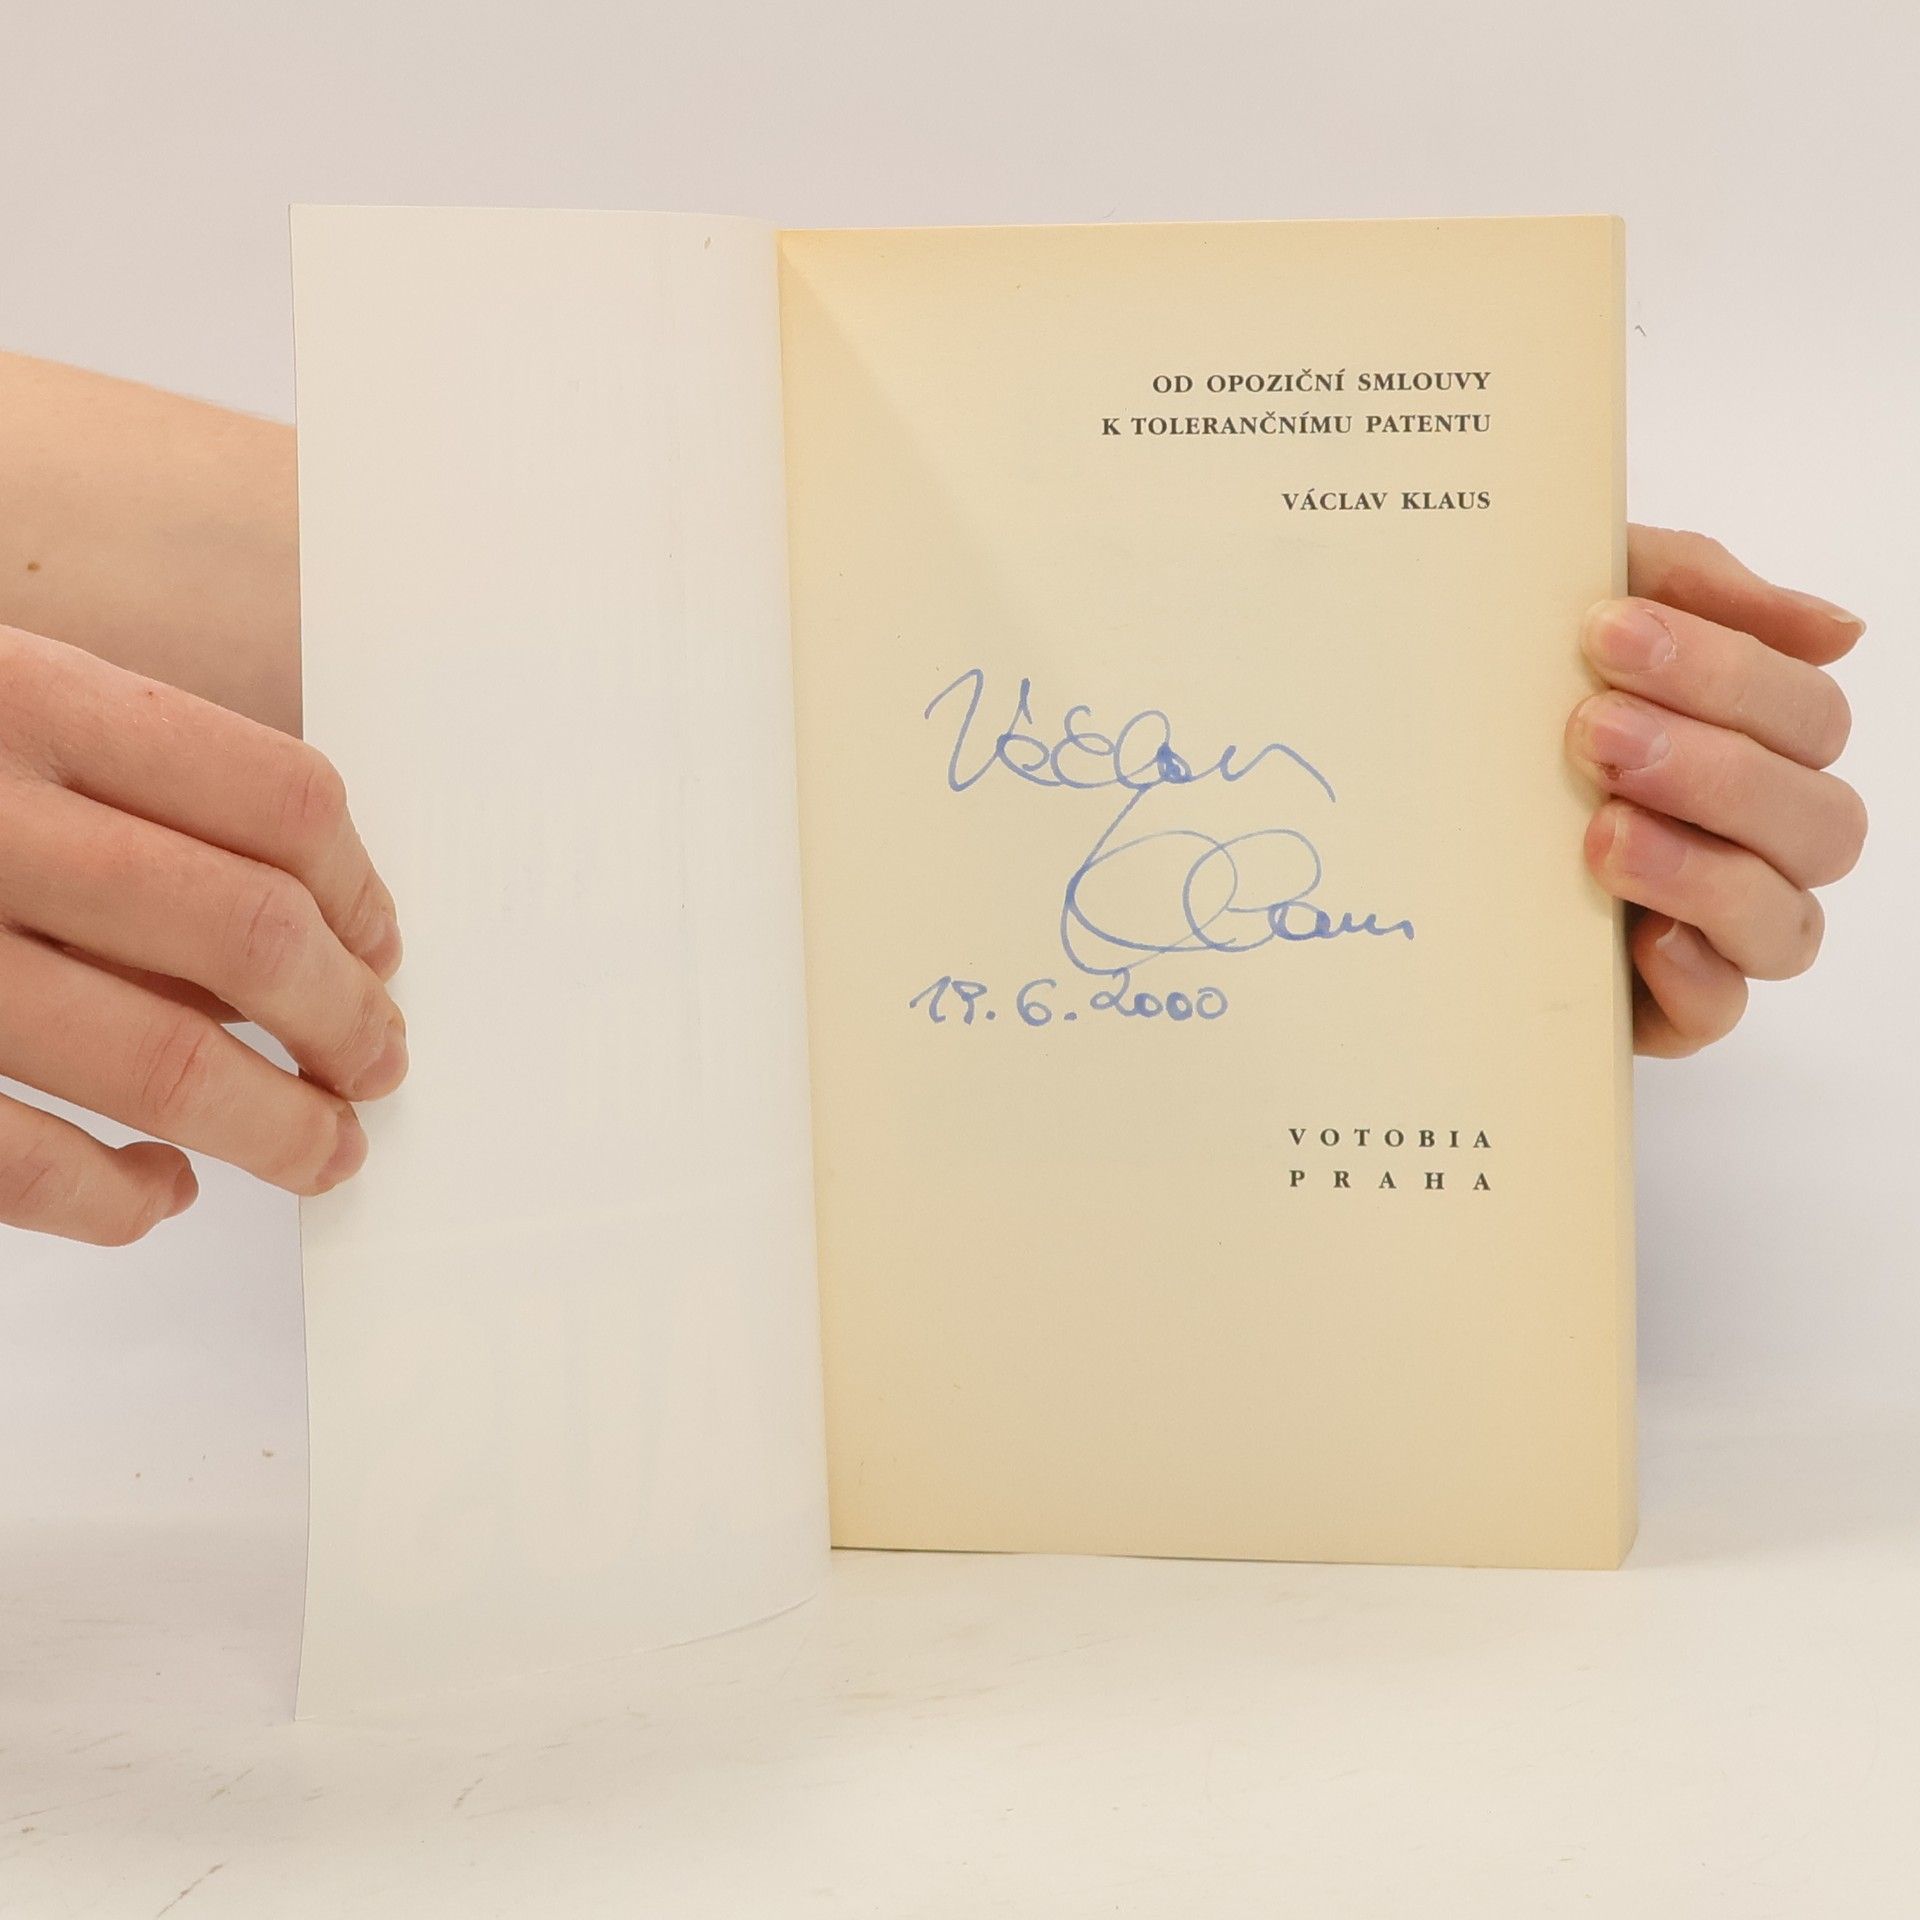 OD OPOZIČNÍ SMLOUVY
K TOLERANČNÍMU PATENTU
VÁCLAV KLAUS
Václav
Klaus
19. 6. 2000
VOTOBIA
PRAHA